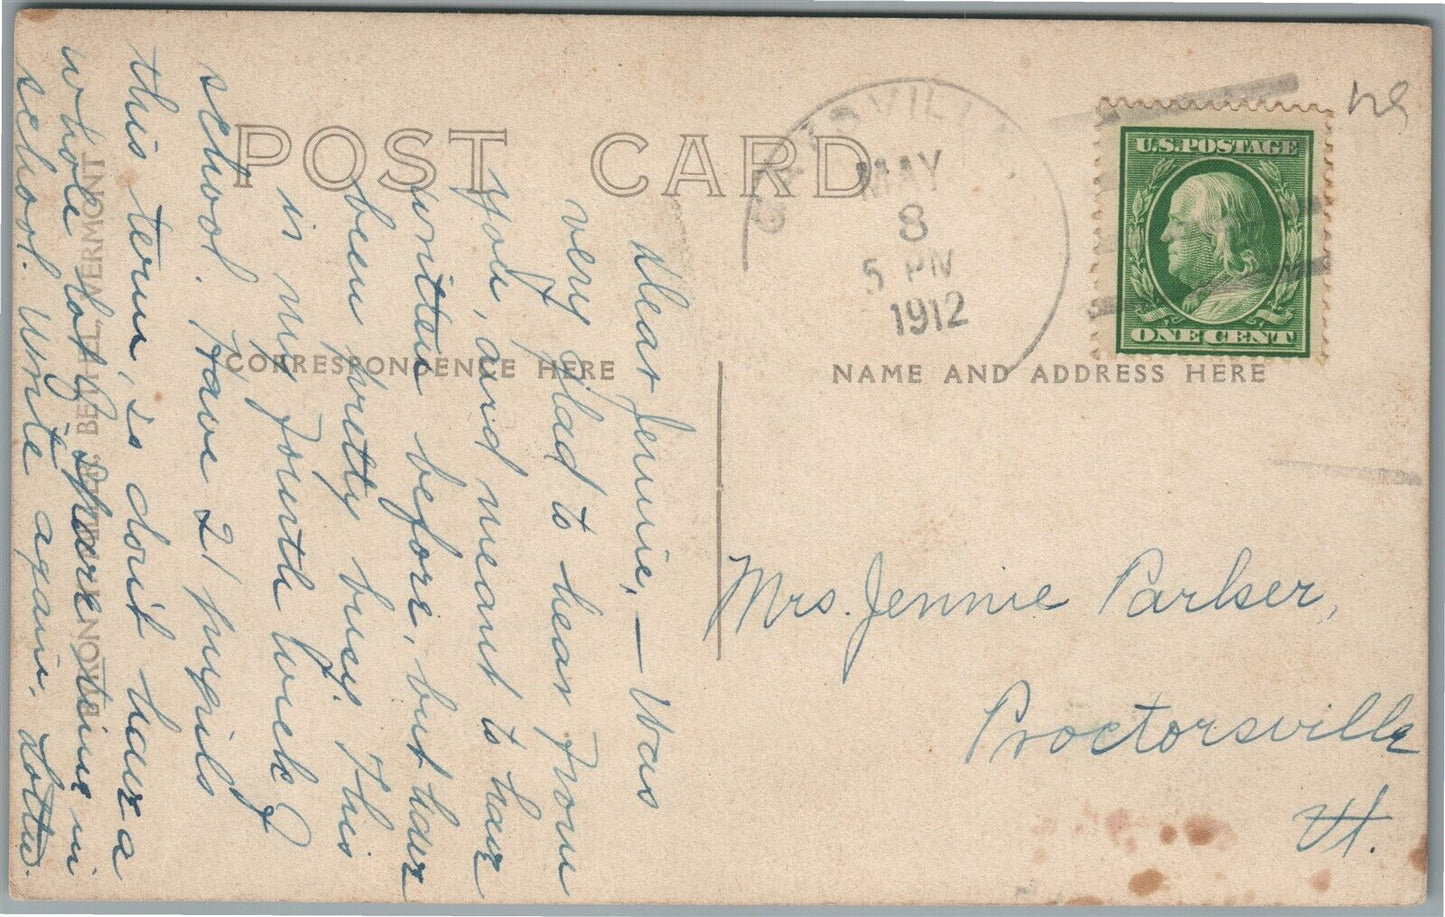 POST CARD
CORRESPONDENCE HERE
NAME AND ADDRESS HERE
MAY
8
5 PM
1912
U.S. POSTAGE
ONE CENT
Mrs. Jennie Parker,
Proctorsville
Vt.
Dear Jennie, — Was
very glad to hear from
you, and meant to have
written before, but have
been pretty busy. This
is my fourth week of
school. Have 21 pupils
this term, so don't have a
whole lot of spare time in
school. Write again, Lottie.
BETHEL, VERMONT